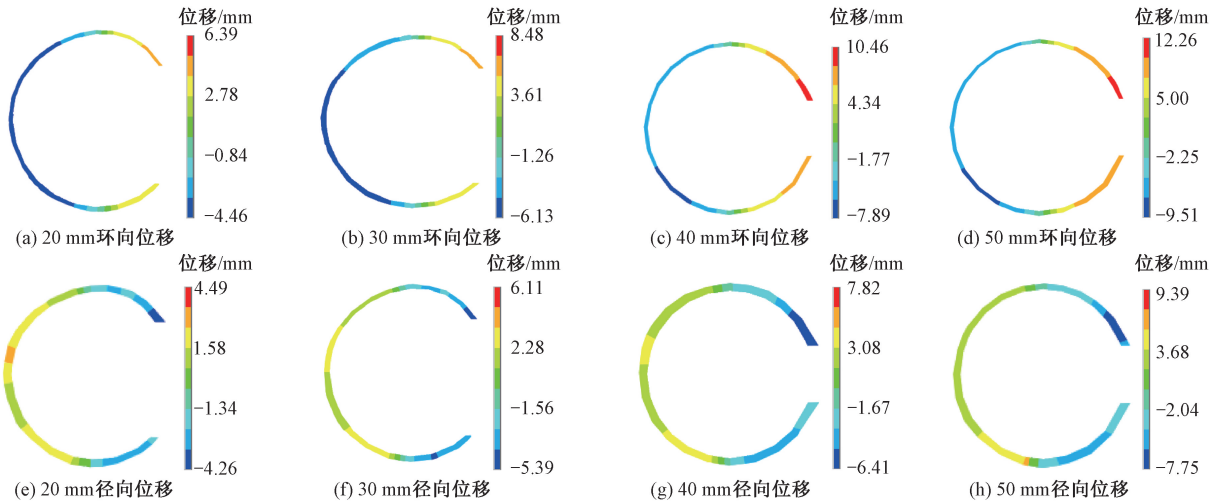 位移/mm
6.39
2.78
−0.84
−4.46
(a) 20 mm环向位移
位移/mm
8.48
3.61
−1.26
−6.13
(b) 30 mm环向位移
位移/mm
10.46
4.34
−1.77
−7.89
(c) 40 mm环向位移
位移/mm
12.26
5.00
−2.25
−9.51
(d) 50 mm环向位移
位移/mm
4.49
1.58
−1.34
−4.26
(e) 20 mm径向位移
位移/mm
6.11
2.28
−1.56
−5.39
(f) 30 mm径向位移
位移/mm
7.82
3.08
−1.67
−6.41
(g) 40 mm径向位移
位移/mm
9.39
3.68
−2.04
−7.75
(h) 50 mm径向位移